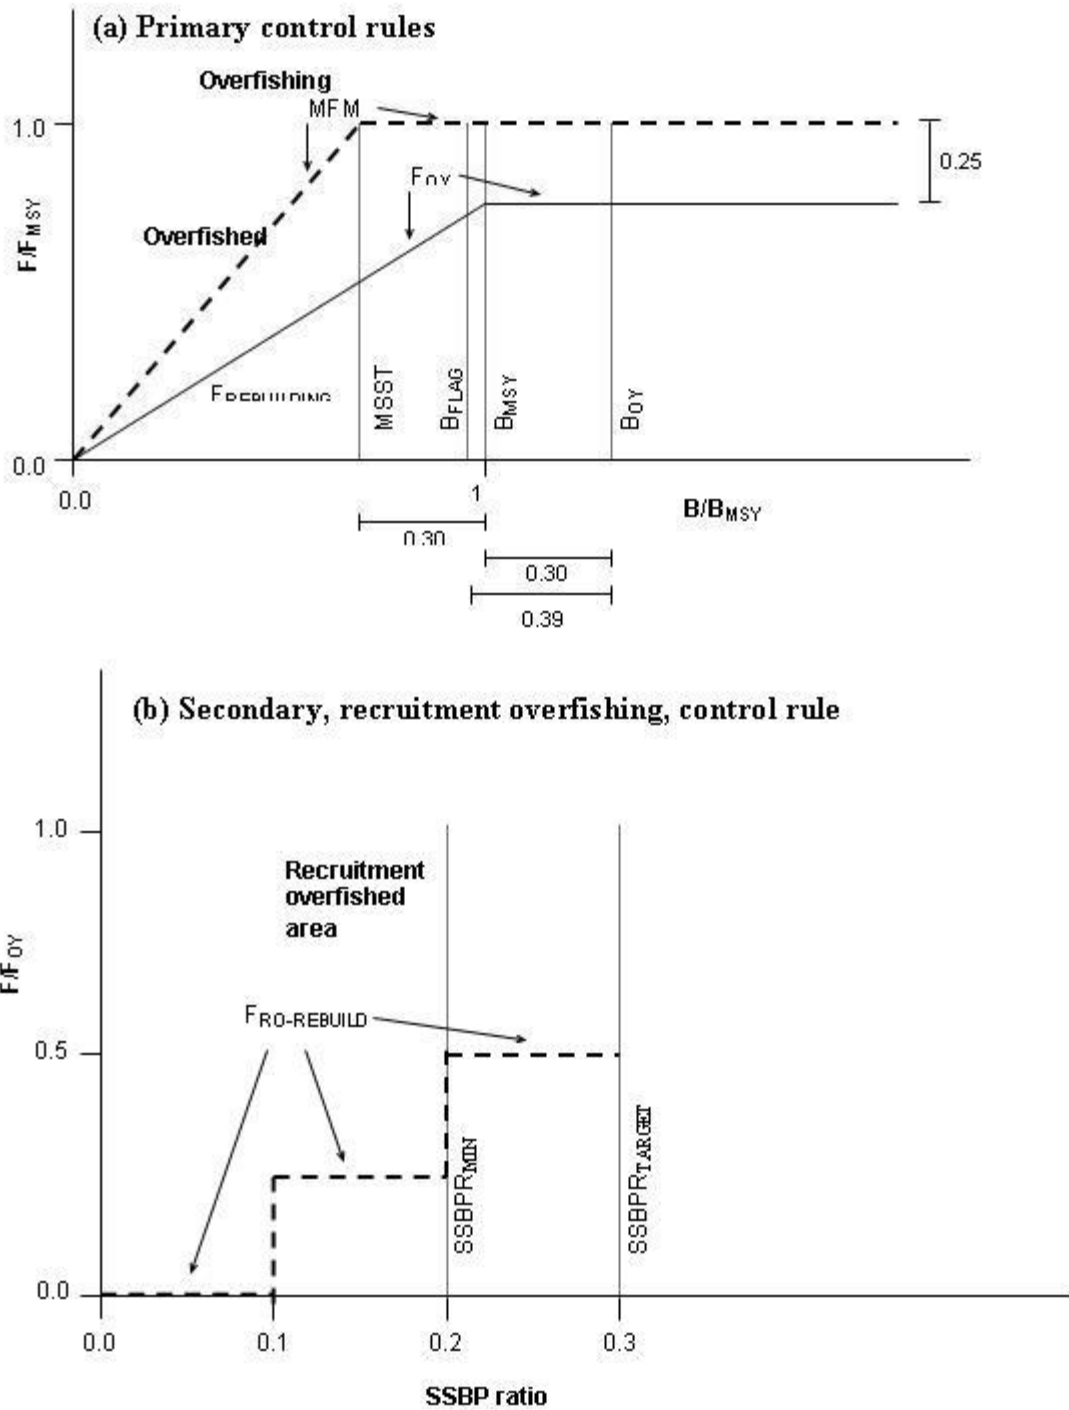 (a) Primary control rules
Overfishing
MFM
1.0
0.25
F/FMSY
Overfished
FOY
FREBUILDING
MSST
BFLAG
BMSY
BOY
0.0
0.0
1
B/BMSY
0.30
0.30
0.39
(b) Secondary, recruitment overfishing, control rule
1.0
Recruitment
overfished
area
F/FOY
FRO-REBUILD
0.5
SSBPRMIN
SSBPRTARGET
0.0
0.0
0.1
0.2
0.3
SSBP ratio